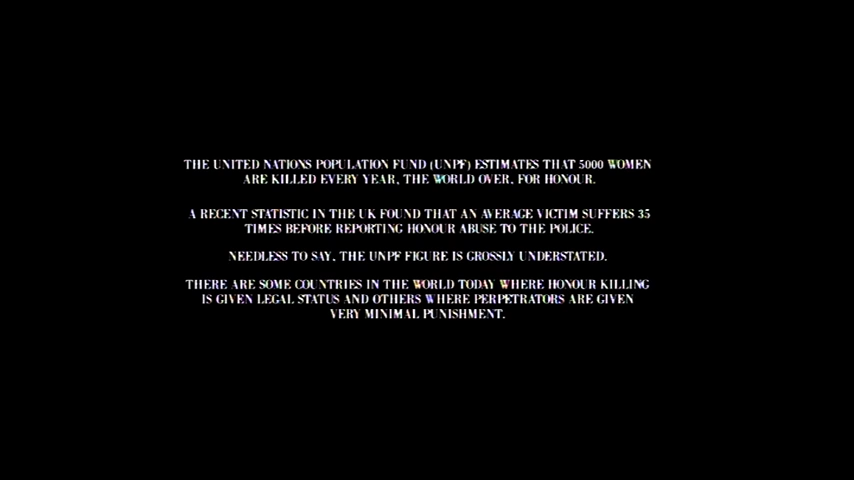 THE UNITED NATIONS POPULATION FUND (UNPF) ESTIMATES THAT 5000 WOMEN
ARE KILLED EVERY YEAR, THE WORLD OVER, FOR HONOUR.
A RECENT STATISTIC IN THE UK FOUND THAT AN AVERAGE VICTIM SUFFERS 35
TIMES BEFORE REPORTING HONOUR ABUSE TO THE POLICE.
NEEDLESS TO SAY, THE UNPF FIGURE IS GROSSLY UNDERSTATED.
THERE ARE SOME COUNTRIES IN THE WORLD TODAY WHERE HONOUR KILLING
IS GIVEN LEGAL STATUS AND OTHERS WHERE PERPETRATORS ARE GIVEN
VERY MINIMAL PUNISHMENT.